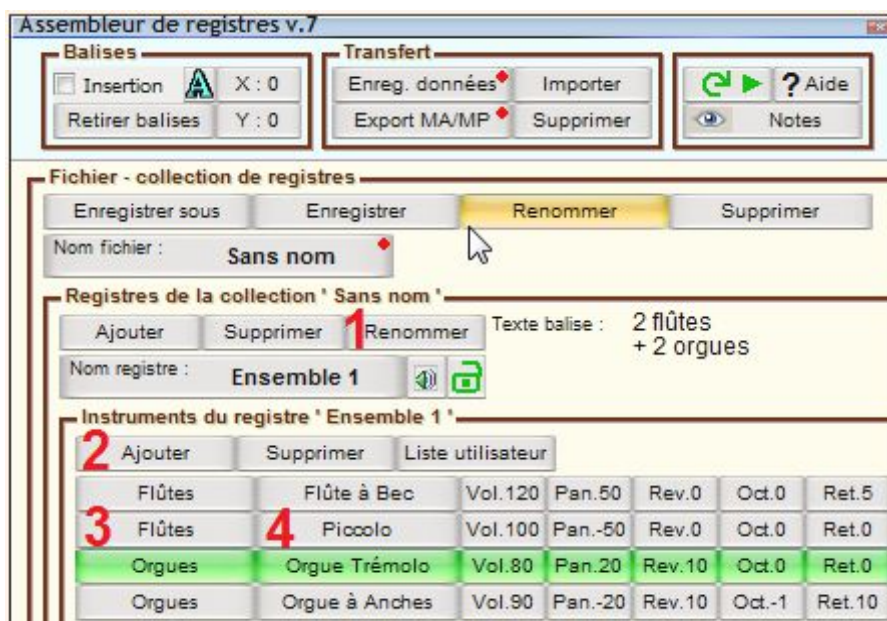 Assembleur de registres v.7
Balises
Transfert
Insertion A X : 0 Enreg. données Importer ? Aide
Retirer balises Y : 0 Export MA/MP Supprimer Notes
Fichier - collection de registres
Enregistrer sous Enregistrer Renommer Supprimer
Nom fichier : Sans nom
Registres de la collection ' Sans nom '
Ajouter Supprimer 1 Renommer Texte balise : 2 flûtes
+ 2 orgues
Nom registre : Ensemble 1
Instruments du registre ' Ensemble 1 '
2 Ajouter Supprimer Liste utilisateur
Flûtes Flûte à Bec Vol.120 Pan.50 Rev.0 Oct.0 Ret.5
3 Flûtes 4 Piccolo Vol.100 Pan.-50 Rev.0 Oct.0 Ret.0
Orgues Orgue Trémolo Vol.80 Pan.20 Rev.10 Oct.0 Ret.0
Orgues Orgue à Anches Vol.90 Pan.-20 Rev.10 Oct.-1 Ret.10